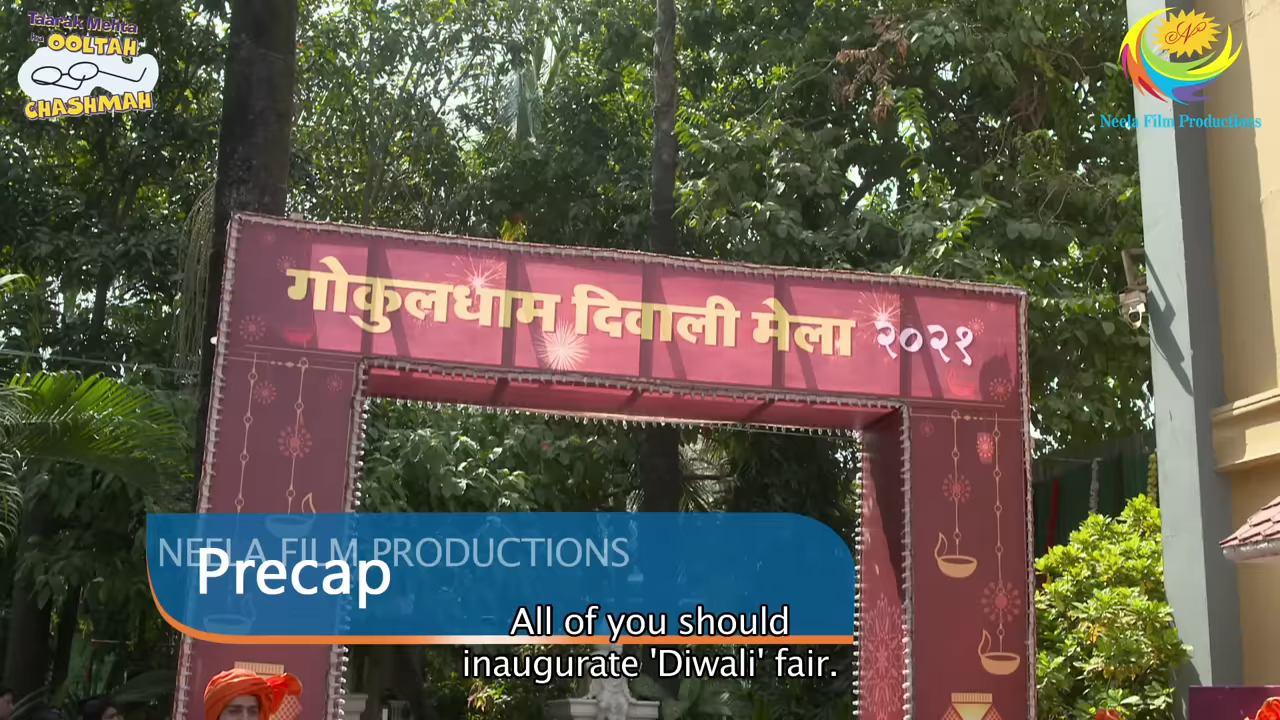 Taarak Mehta
Ka OOLTAH
CHASHMAH
Neela Film Productions
गोकुलधाम दिवाली मेला २०२१
NEELA FILM PRODUCTIONS
Precap
All of you should
inaugurate 'Diwali' fair.